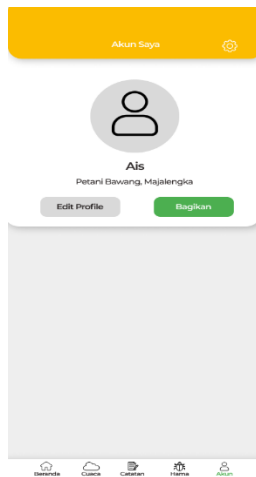 Akun Saya
Ais
Petani Bawang, Majalengka
Edit Profile Bagikan
Beranda Cuaca Catatan Hama Akun